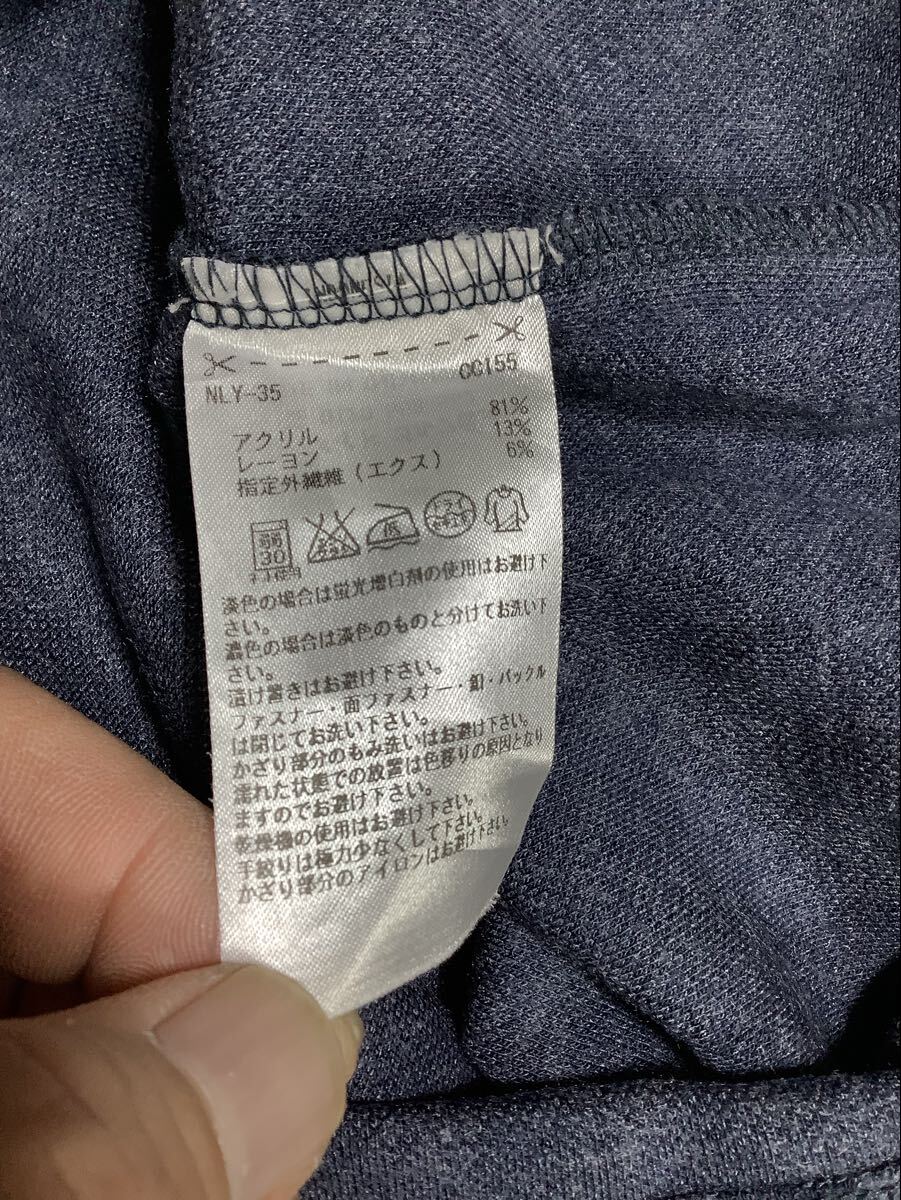 NLY-35 CC155
アクリル 81%
レーヨン 13%
指定外繊維（エクス） 6%
30
ネット使用
淡色の場合は蛍光増白剤の使用はお避け下
さい。
濃色の場合は淡色のものと分けてお洗い下
さい。
漬け置きはお避け下さい。
ファスナー・面ファスナー・釦・バックル
は閉じてお洗い下さい。
かざり部分のもみ洗いはお避け下さい。
濡れた状態での放置は色移りの原因となり
ますのでお避け下さい。
乾燥機の使用はお避け下さい。
手絞りは極力少なくして下さい。
かざり部分のアイロンはお避け下さい。